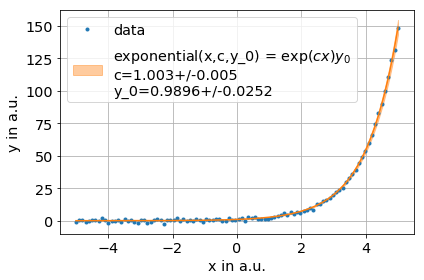 150
125
100
75
50
25
0
y in a.u.
data
exponential(x,c,y_0) = exp(cx)y₀
c=1.003+/-0.005
y_0=0.9896+/-0.0252
−4 −2 0 2 4
x in a.u.